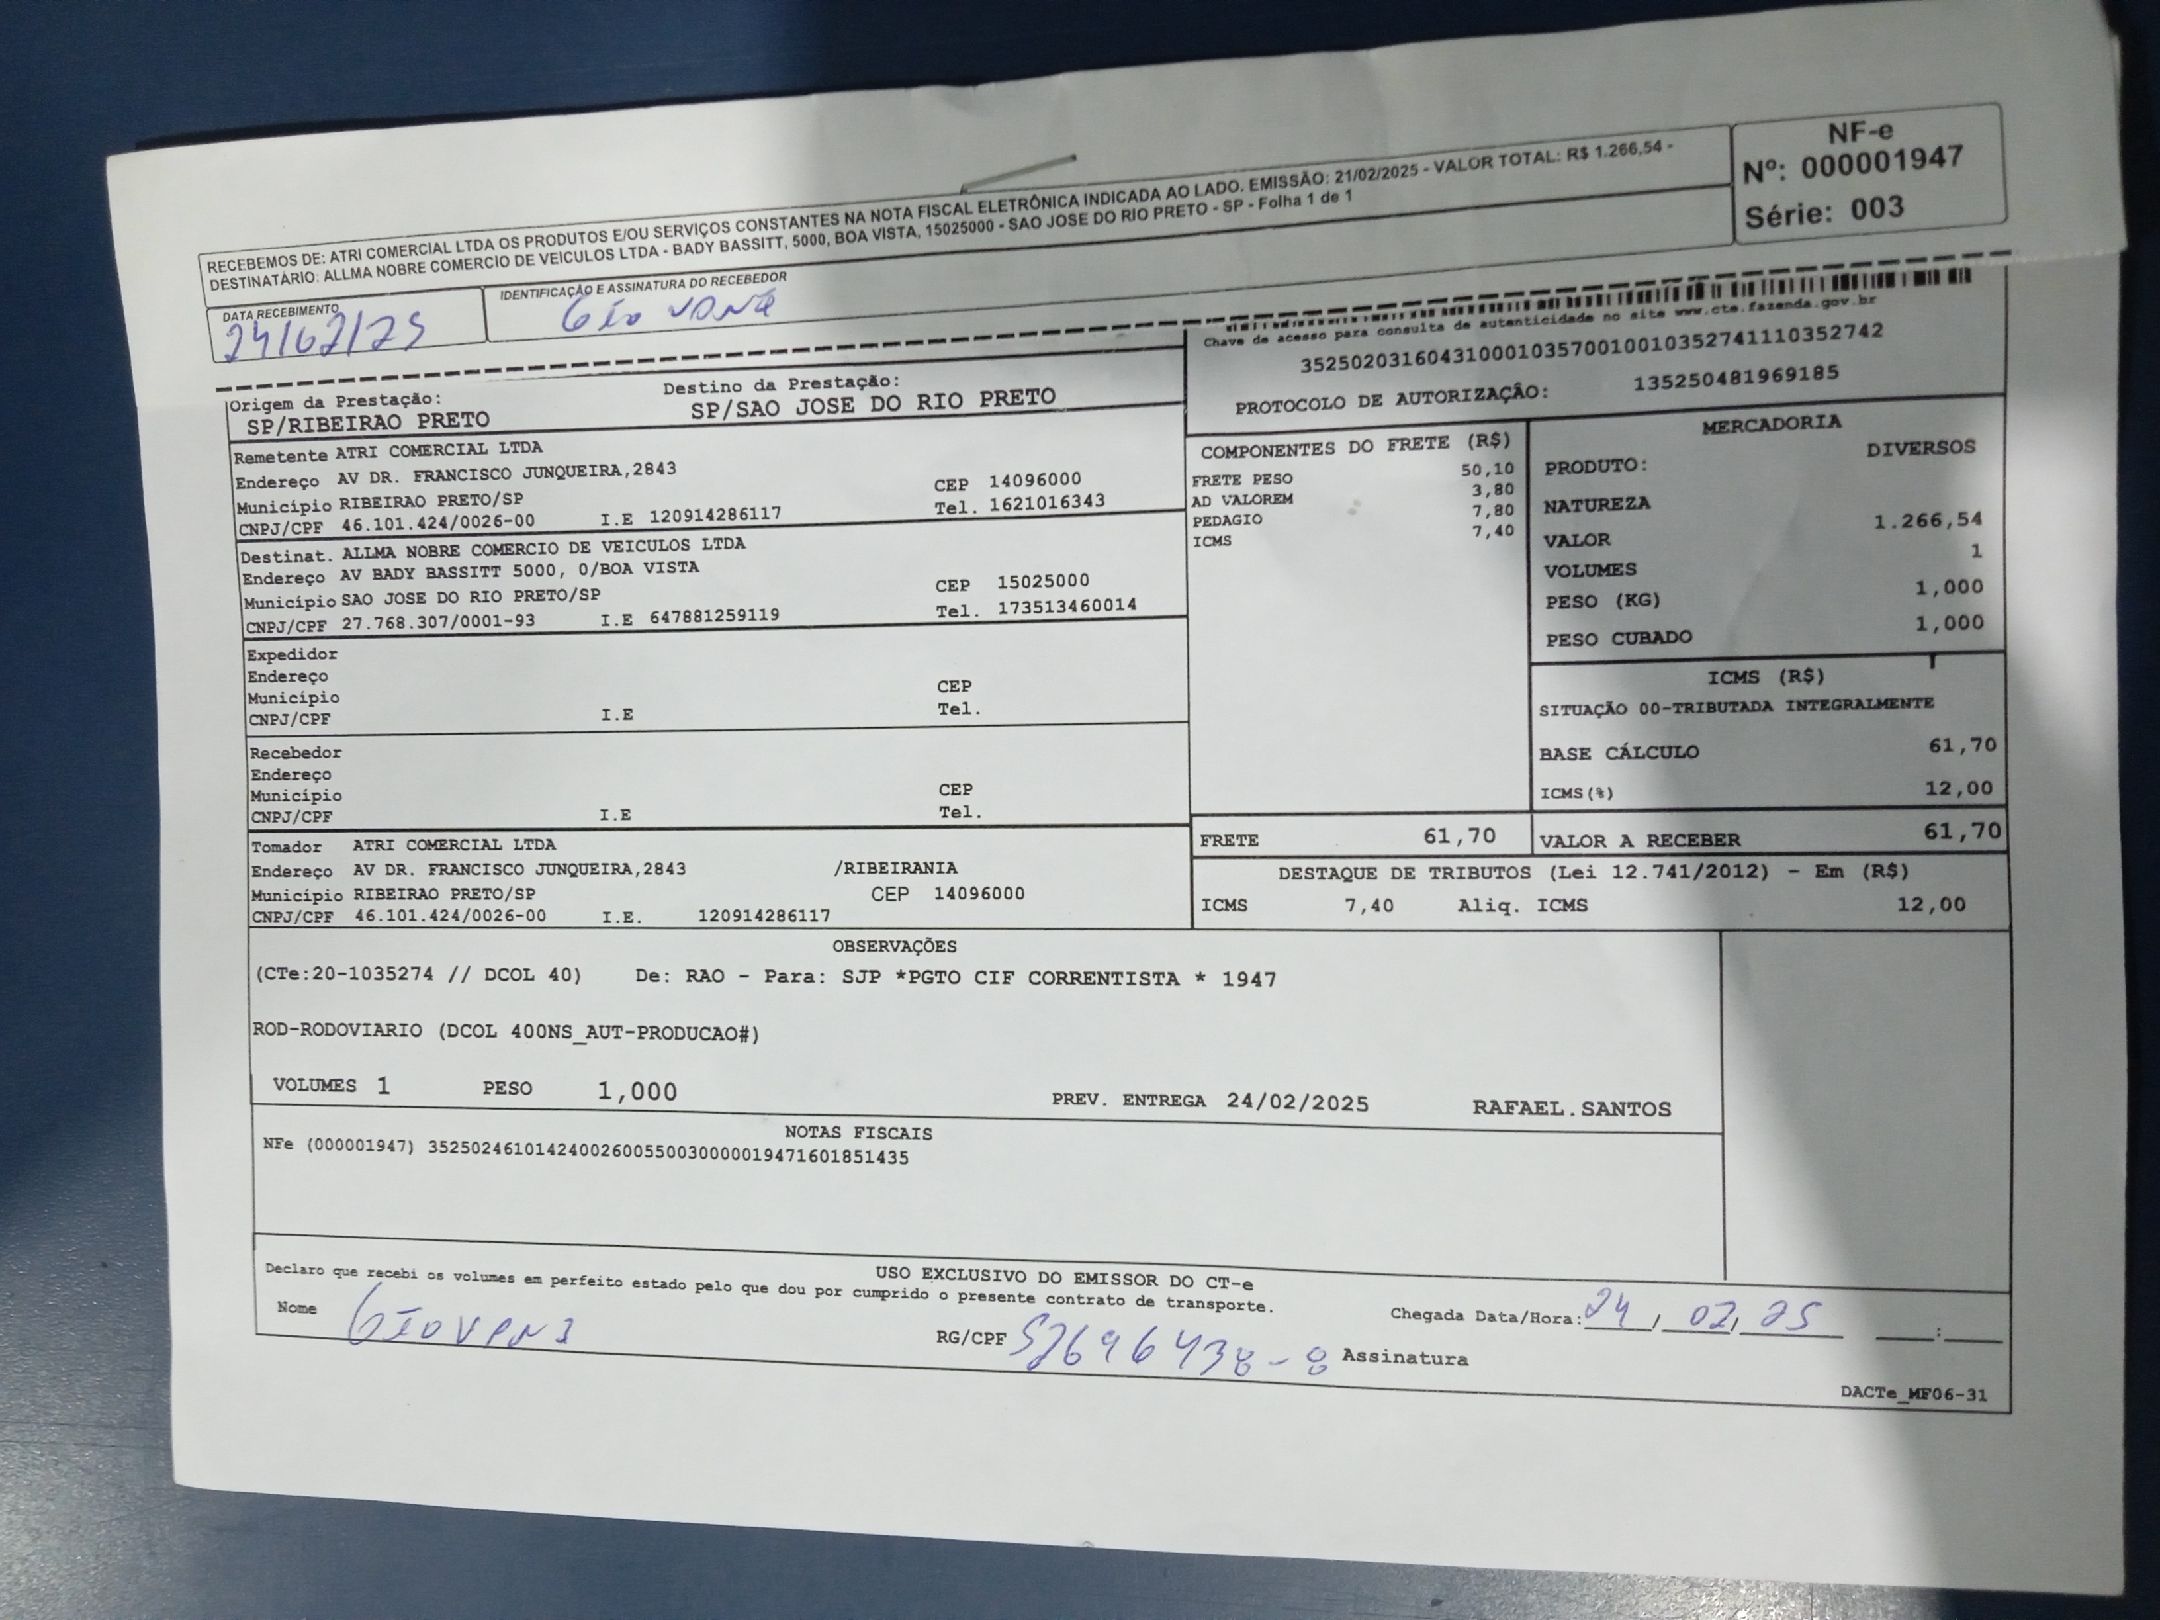 RECEBEMOS DE: ATRI COMERCIAL LTDA OS PRODUTOS E/OU SERVIÇOS CONSTANTES NA NOTA FISCAL ELETRÔNICA INDICADA AO LADO. EMISSÃO: 21/02/2025 - VALOR TOTAL: R$ 1.266,54 -
DESTINATÁRIO: ALLMA NOBRE COMERCIO DE VEICULOS LTDA - BADY BASSITT, 5000, BOA VISTA, 15025000 - SAO JOSE DO RIO PRETO - SP - Folha 1 de 1
NF-e
Nº: 000001947
Série: 003
DATA RECEBIMENTO
24/02/25
IDENTIFICAÇÃO E ASSINATURA DO RECEBEDOR
Giovani
Chave de acesso para consulta de autenticidade no site www.cte.fazenda.gov.br
35250203160431000103570010010352741110352742
PROTOCOLO DE AUTORIZAÇÃO: 135250481969185
Origem da Prestação:
SP/RIBEIRAO PRETO
Destino da Prestação:
SP/SAO JOSE DO RIO PRETO
Remetente ATRI COMERCIAL LTDA
Endereço AV DR. FRANCISCO JUNQUEIRA,2843
CEP 14096000
Município RIBEIRAO PRETO/SP
Tel. 1621016343
CNPJ/CPF 46.101.424/0026-00 I.E 120914286117
Destinat. ALLMA NOBRE COMERCIO DE VEICULOS LTDA
Endereço AV BADY BASSITT 5000, 0/BOA VISTA
CEP 15025000
Município SAO JOSE DO RIO PRETO/SP
Tel. 173513460014
CNPJ/CPF 27.768.307/0001-93 I.E 647881259119
Expedidor
Endereço
Município CEP
CNPJ/CPF I.E Tel.
Recebedor
Endereço
Município CEP
CNPJ/CPF I.E Tel.
Tomador ATRI COMERCIAL LTDA
Endereço AV DR. FRANCISCO JUNQUEIRA,2843 /RIBEIRANIA
Município RIBEIRAO PRETO/SP CEP 14096000
CNPJ/CPF 46.101.424/0026-00 I.E. 120914286117
COMPONENTES DO FRETE (R$)
FRETE PESO 50,10
AD VALOREM 3,80
PEDAGIO 7,80
ICMS 7,40
MERCADORIA
PRODUTO: DIVERSOS
NATUREZA
VALOR 1.266,54
VOLUMES 1
PESO (KG) 1,000
PESO CUBADO 1,000
ICMS (R$)
SITUAÇÃO 00-TRIBUTADA INTEGRALMENTE
BASE CÁLCULO 61,70
ICMS(%) 12,00
FRETE 61,70
VALOR A RECEBER 61,70
DESTAQUE DE TRIBUTOS (Lei 12.741/2012) - Em (R$)
ICMS 7,40 Aliq. ICMS 12,00
OBSERVAÇÕES
(CTe:20-1035274 // DCOL 40) De: RAO - Para: SJP *PGTO CIF CORRENTISTA * 1947
ROD-RODOVIARIO (DCOL 400NS_AUT-PRODUCAO#)
VOLUMES 1 PESO 1,000 PREV. ENTREGA 24/02/2025 RAFAEL.SANTOS
NOTAS FISCAIS
NFe (000001947) 35250246101424002600550030000019471601851435
USO EXCLUSIVO DO EMISSOR DO CT-e
Declaro que recebi os volumes em perfeito estado pelo que dou por cumprido o presente contrato de transporte.
Nome Giovani RG/CPF 52696438-8 Assinatura
Chegada Data/Hora: 24 / 02 / 25 :
DACTe_MF06-31